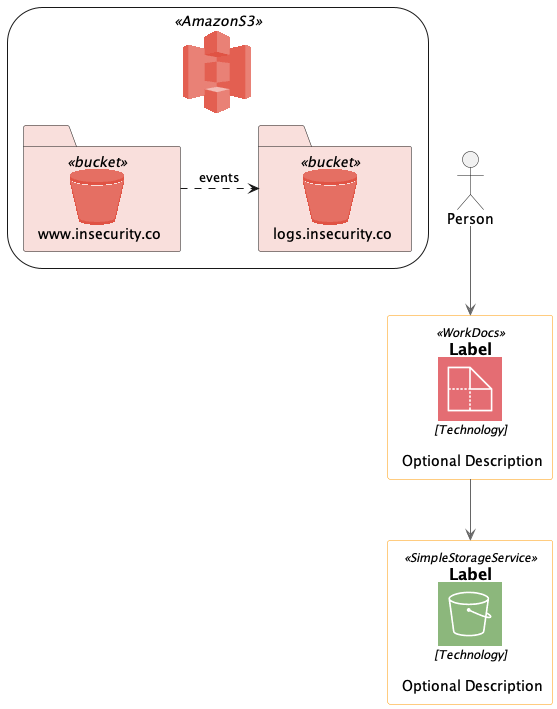 «AmazonS3»
«bucket»
www.insecurity.co
events
«bucket»
logs.insecurity.co
Person
«WorkDocs»
Label
[Technology]
Optional Description
«SimpleStorageService»
Label
[Technology]
Optional Description